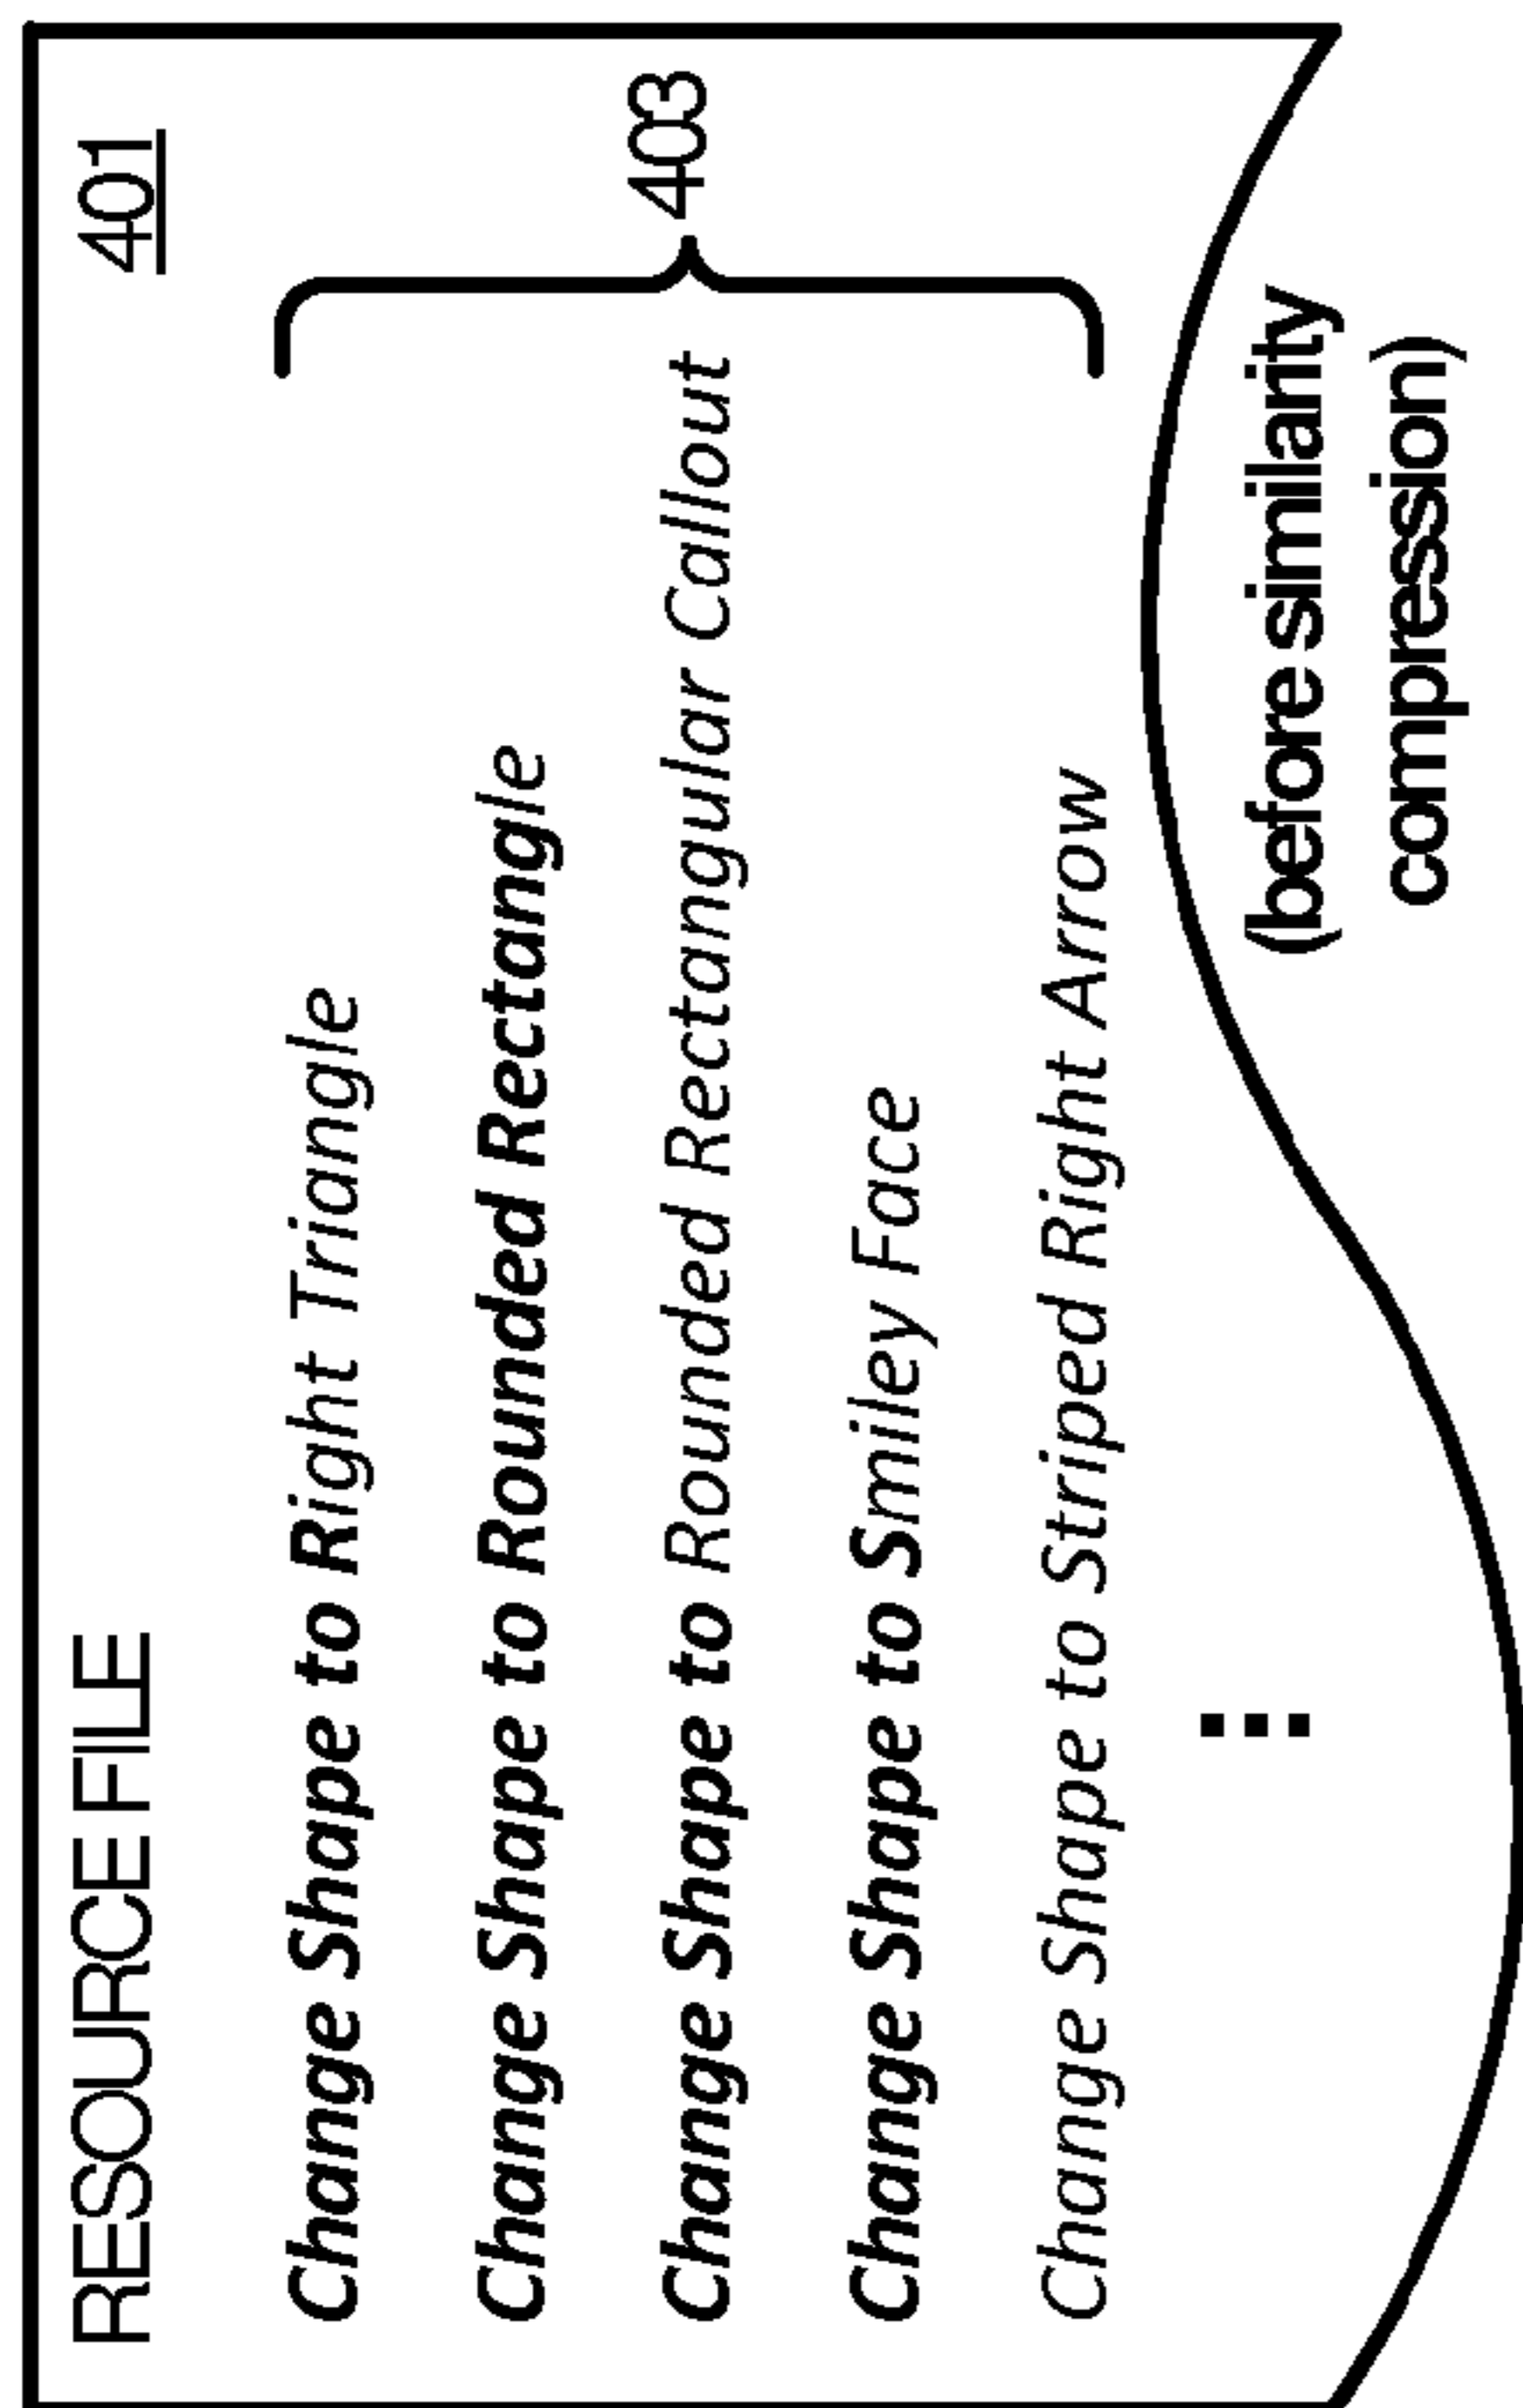 RESOURCE FILE 401
Change Shape to Right Triangle
Change Shape to Rounded Rectangle
Change Shape to Rounded Rectangular Callout
Change Shape to Smiley Face
Change Shape to Striped Right Arrow
403
(before similarity
compression)